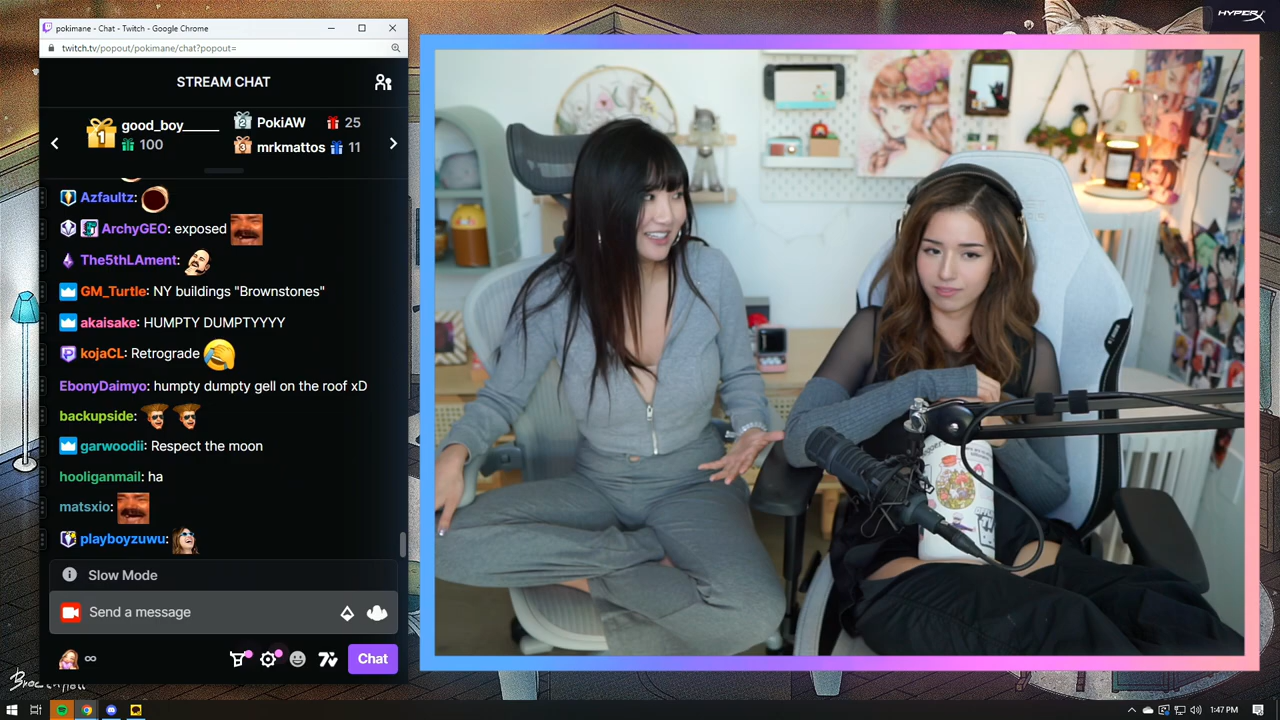 pokimane - Chat - Twitch - Google Chrome
twitch.tv/popout/pokimane/chat?popout=
HYPERX
STREAM CHAT
1 good_boy_____ 100
2 PokiAW 25
3 mrkmattos 11
Azfaultz:
ArchyGEO: exposed
The5thLAment:
GM_Turtle: NY buildings "Brownstones"
akaisake: HUMPTY DUMPTYYYY
kojaCL: Retrograde
EbonyDaimyo: humpty dumpty gell on the roof xD
backupside:
garwoodii: Respect the moon
hooliganmail: ha
matsxio:
playboyzuwu:
Slow Mode
Send a message
∞
Chat
1:47 PM